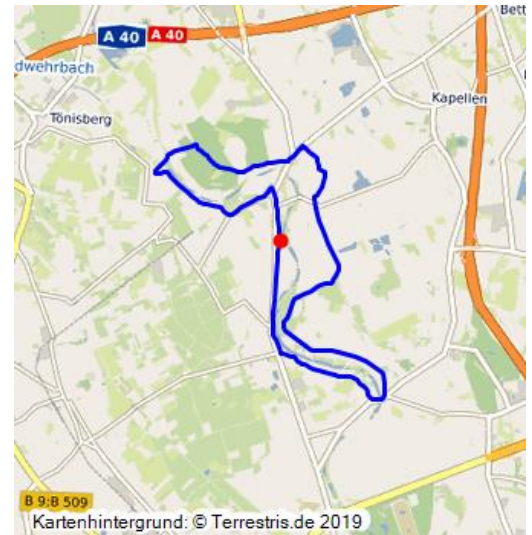 A 40 A 40
dwehrbach
Bett
Kapellen
Tönisberg
B 9;B 509
Kartenhintergrund: © Terrestris.de 2019